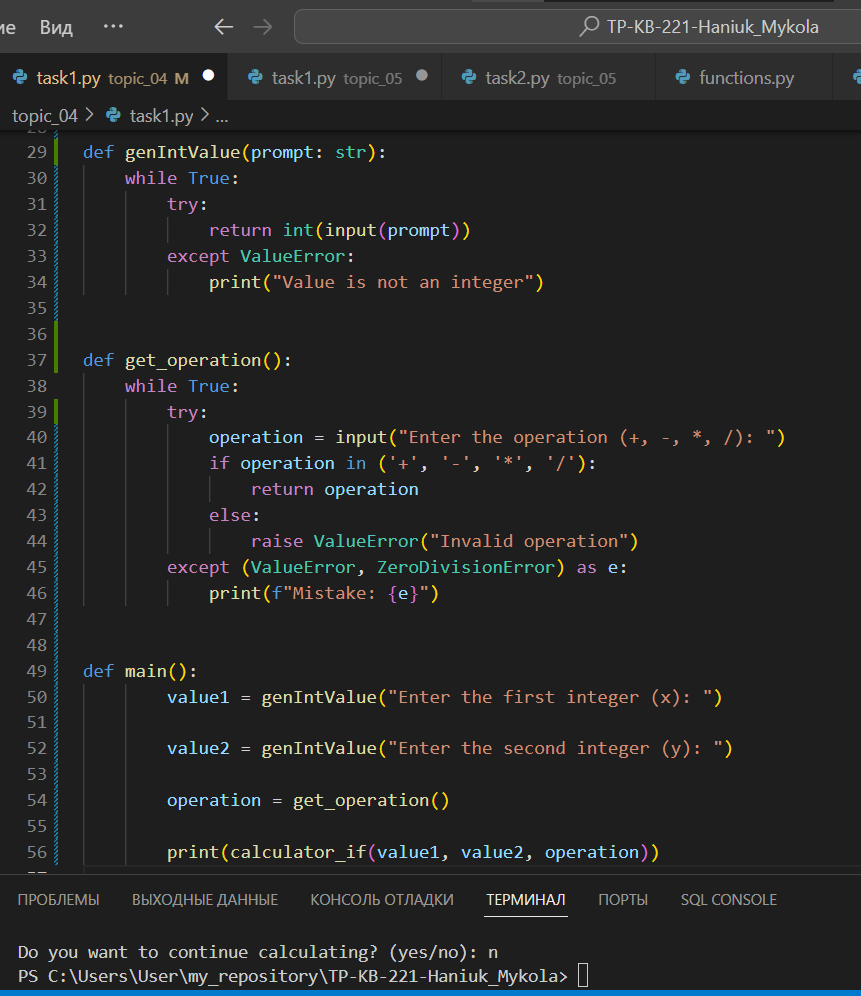 ие Вид ··· ← → TP-KB-221-Haniuk_Mykola
task1.py topic_04 M task1.py topic_05 task2.py topic_05 functions.py
topic_04 > task1.py > ...
29 def genIntValue(prompt: str):
30 while True:
31 try:
32 return int(input(prompt))
33 except ValueError:
34 print("Value is not an integer")
35
36
37 def get_operation():
38 while True:
39 try:
40 operation = input("Enter the operation (+, -, *, /): ")
41 if operation in ('+', '-', '*', '/'):
42 return operation
43 else:
44 raise ValueError("Invalid operation")
45 except (ValueError, ZeroDivisionError) as e:
46 print(f"Mistake: {e}")
47
48
49 def main():
50 value1 = genIntValue("Enter the first integer (x): ")
51
52 value2 = genIntValue("Enter the second integer (y): ")
53
54 operation = get_operation()
55
56 print(calculator_if(value1, value2, operation))
ПРОБЛЕМЫ ВЫХОДНЫЕ ДАННЫЕ КОНСОЛЬ ОТЛАДКИ ТЕРМИНАЛ ПОРТЫ SQL CONSOLE
Do you want to continue calculating? (yes/no): n
PS C:\Users\User\my_repository\TP-KB-221-Haniuk_Mykola>